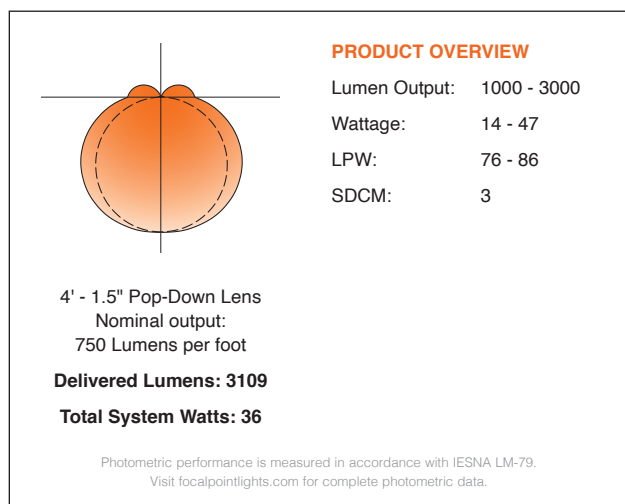 PRODUCT OVERVIEW
Lumen Output: 1000 - 3000
Wattage: 14 - 47
LPW: 76 - 86
SDCM: 3
4' - 1.5" Pop-Down Lens
Nominal output:
750 Lumens per foot
Delivered Lumens: 3109
Total System Watts: 36
Photometric performance is measured in accordance with IESNA LM-79.
Visit focalpointlights.com for complete photometric data.